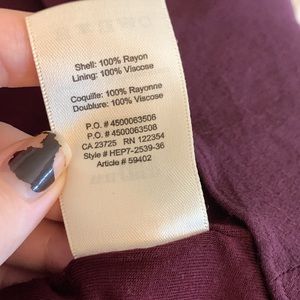 Shell: 100% Rayon
Lining: 100% Viscose
Coquille: 100% Rayonne
Doublure: 100% Viscose
P.O. # 4500063506
P.O. # 4500063508
CA 23725 RN 122354
Style # HEP7-2539-36
Article # 59402